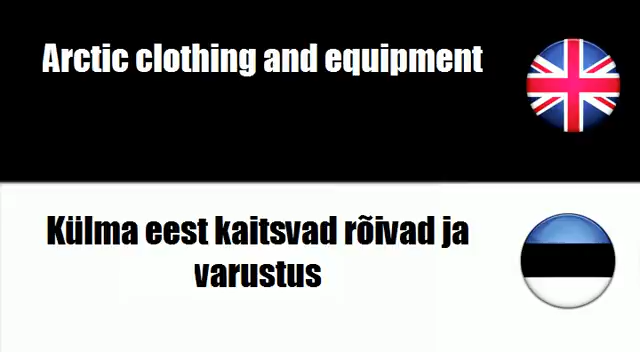 Arctic clothing and equipment
Külma eest kaitsvad rõivad ja
varustus